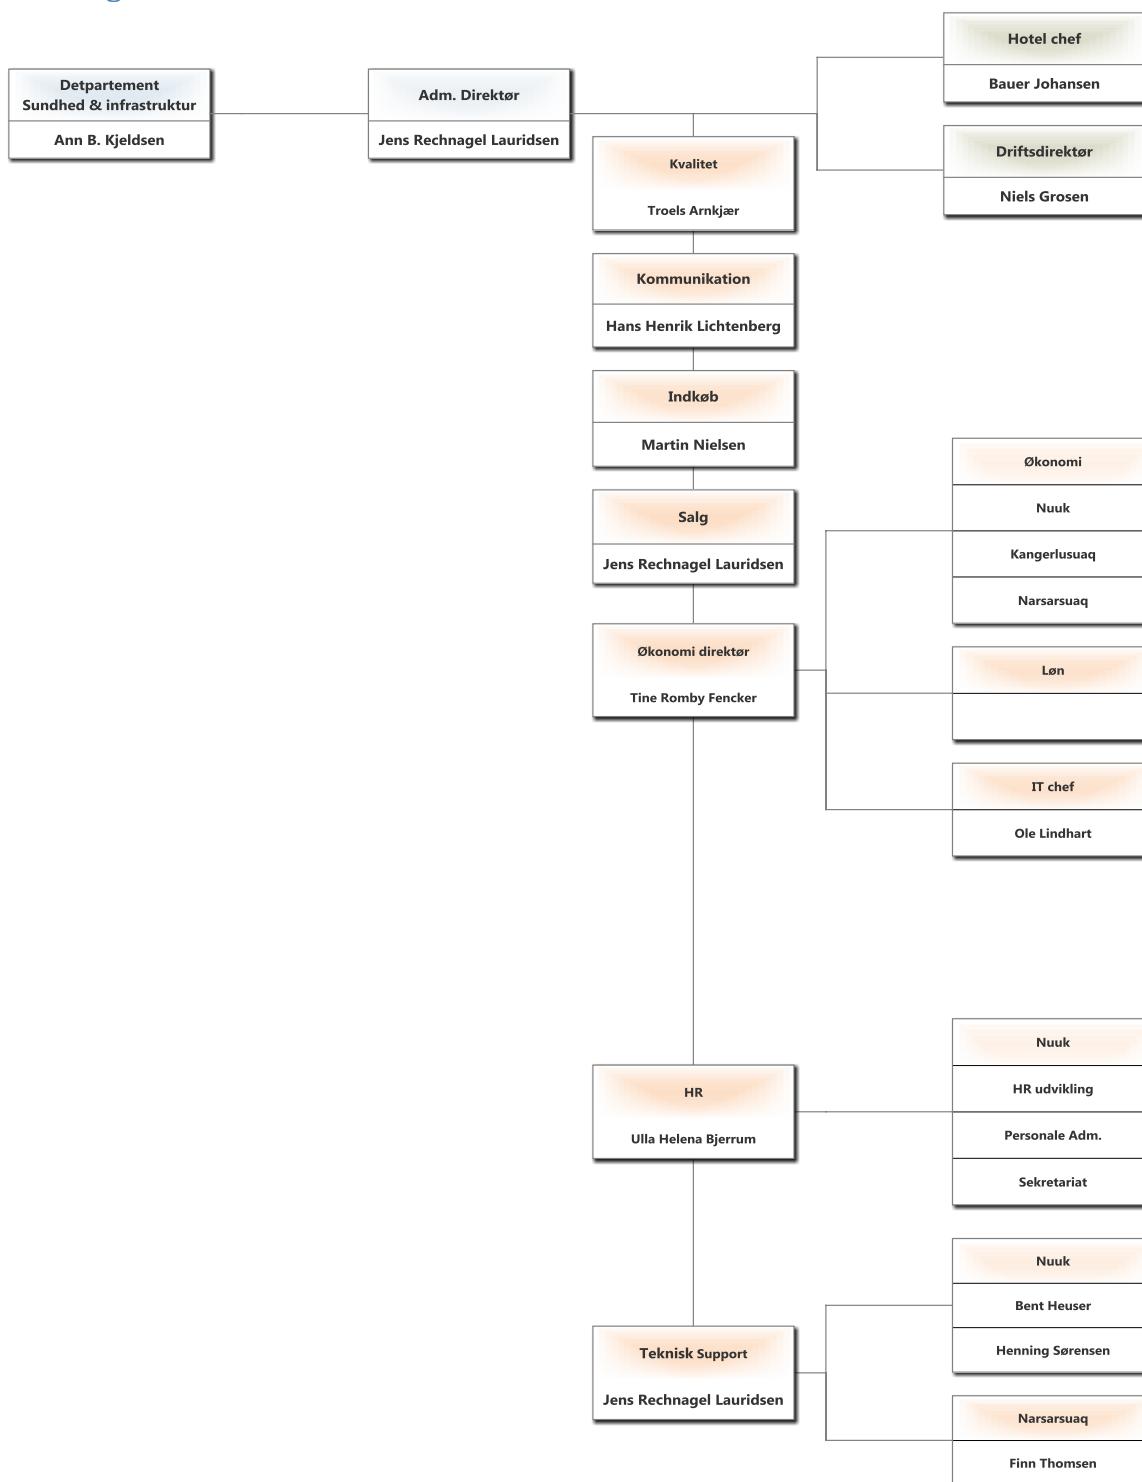 Hotel chef
Bauer Johansen
Detpartement
Sundhed & infrastruktur
Ann B. Kjeldsen
Adm. Direktør
Jens Rechnagel Lauridsen
Driftsdirektør
Niels Grosen
Kvalitet
Troels Arnkjær
Kommunikation
Hans Henrik Lichtenberg
Indkøb
Martin Nielsen
Salg
Jens Rechnagel Lauridsen
Økonomi
Nuuk
Kangerlusuaq
Narsarsuaq
Økonomi direktør
Tine Romby Fencker
Løn
IT chef
Ole Lindhart
HR
Ulla Helena Bjerrum
Nuuk
HR udvikling
Personale Adm.
Sekretariat
Teknisk Support
Jens Rechnagel Lauridsen
Nuuk
Bent Heuser
Henning Sørensen
Narsarsuaq
Finn Thomsen